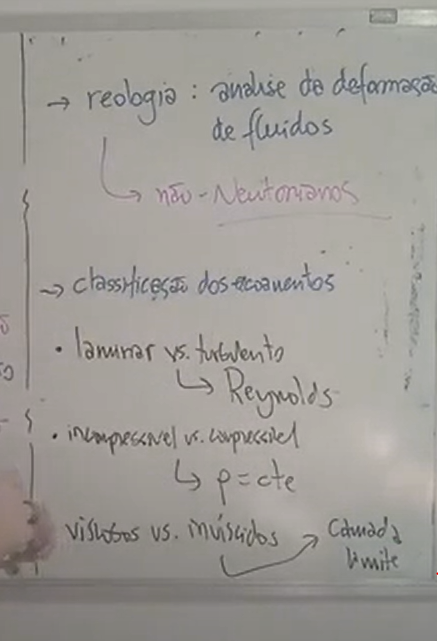 → reologia : análise da deformação
de fluidos
↳ não-Newtonianos
→ classificação dos escoamentos
• laminar vs. turbulento
↳ Reynolds
• incompressível vs. compressível
↳ ρ = cte
viscosos vs. invíscidos → camada
limite